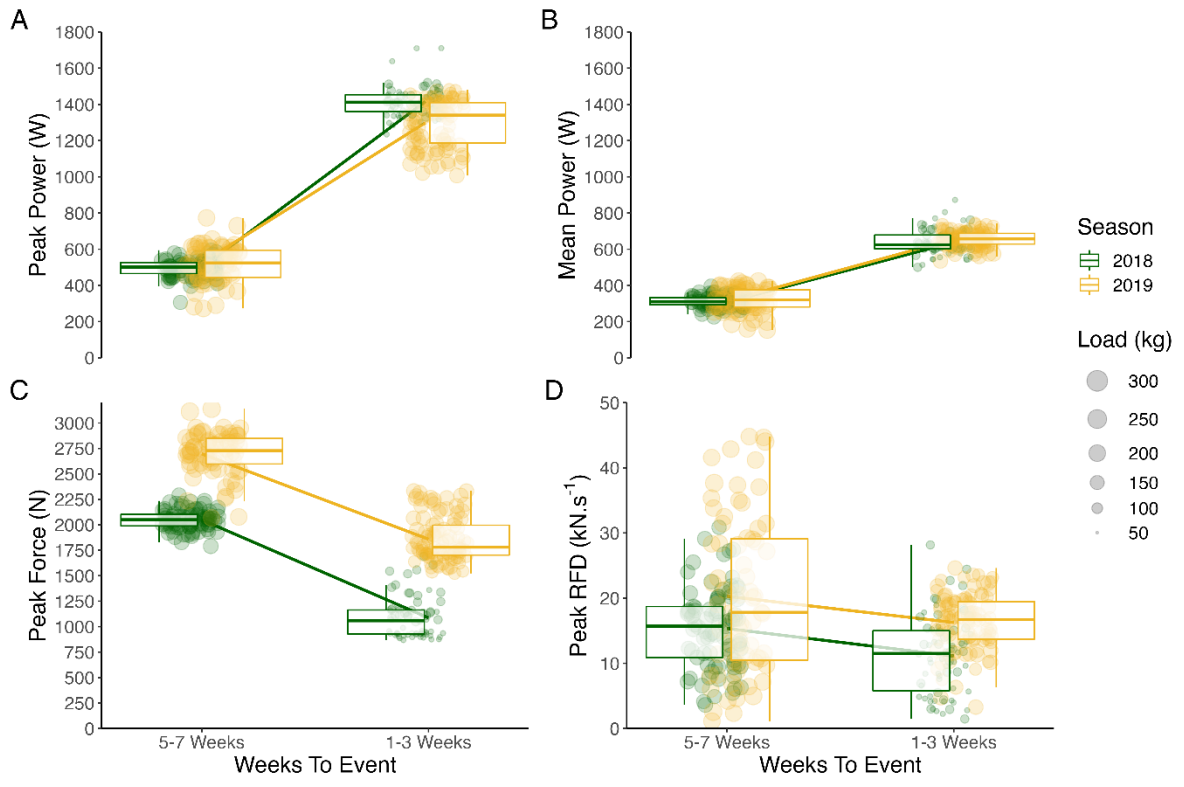 A
Peak Power (W)
1800
1600
1400
1200
1000
800
600
400
200
0
B
Mean Power (W)
1800
1600
1400
1200
1000
800
600
400
200
0
Season
2018
2019
Load (kg)
300
250
200
150
100
50
C
Peak Force (N)
3000
2750
2500
2250
2000
1750
1500
1250
1000
750
500
250
0
5-7 Weeks
1-3 Weeks
Weeks To Event
D
Peak RFD (kN.s⁻¹)
50
40
30
20
10
0
5-7 Weeks
1-3 Weeks
Weeks To Event